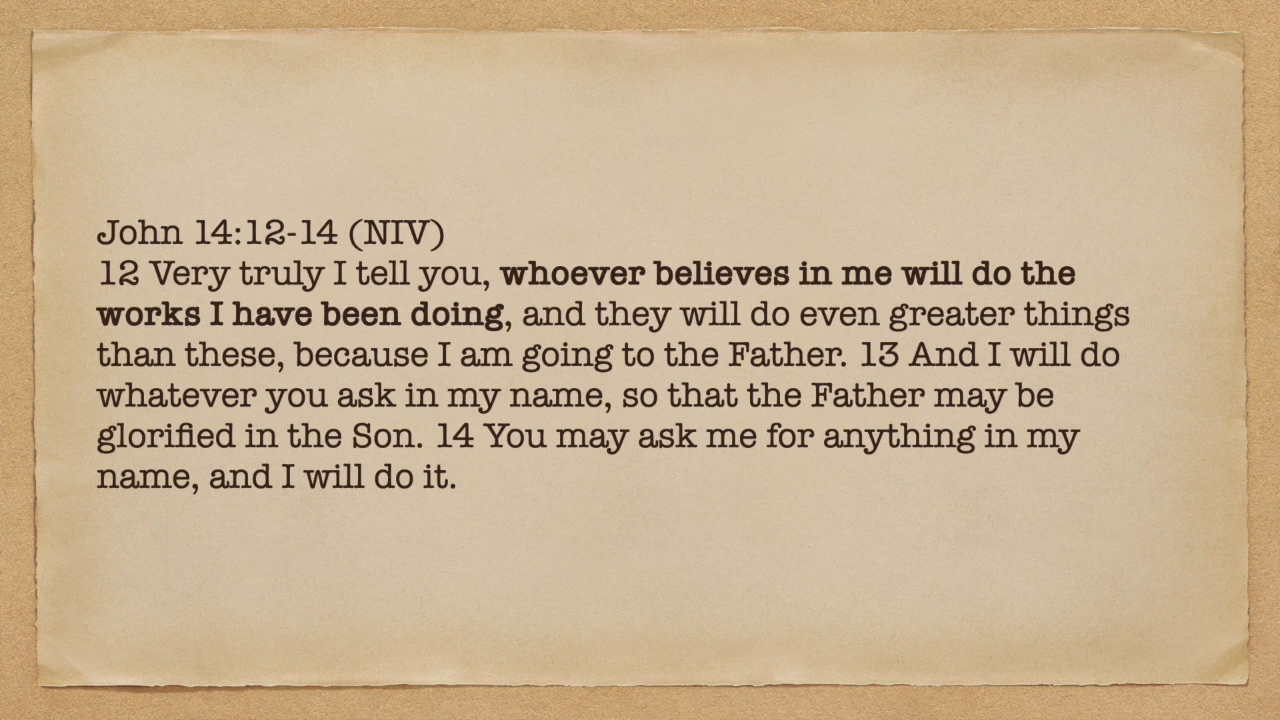 John 14:12-14 (NIV)
12 Very truly I tell you, whoever believes in me will do the
works I have been doing, and they will do even greater things
than these, because I am going to the Father. 13 And I will do
whatever you ask in my name, so that the Father may be
glorified in the Son. 14 You may ask me for anything in my
name, and I will do it.